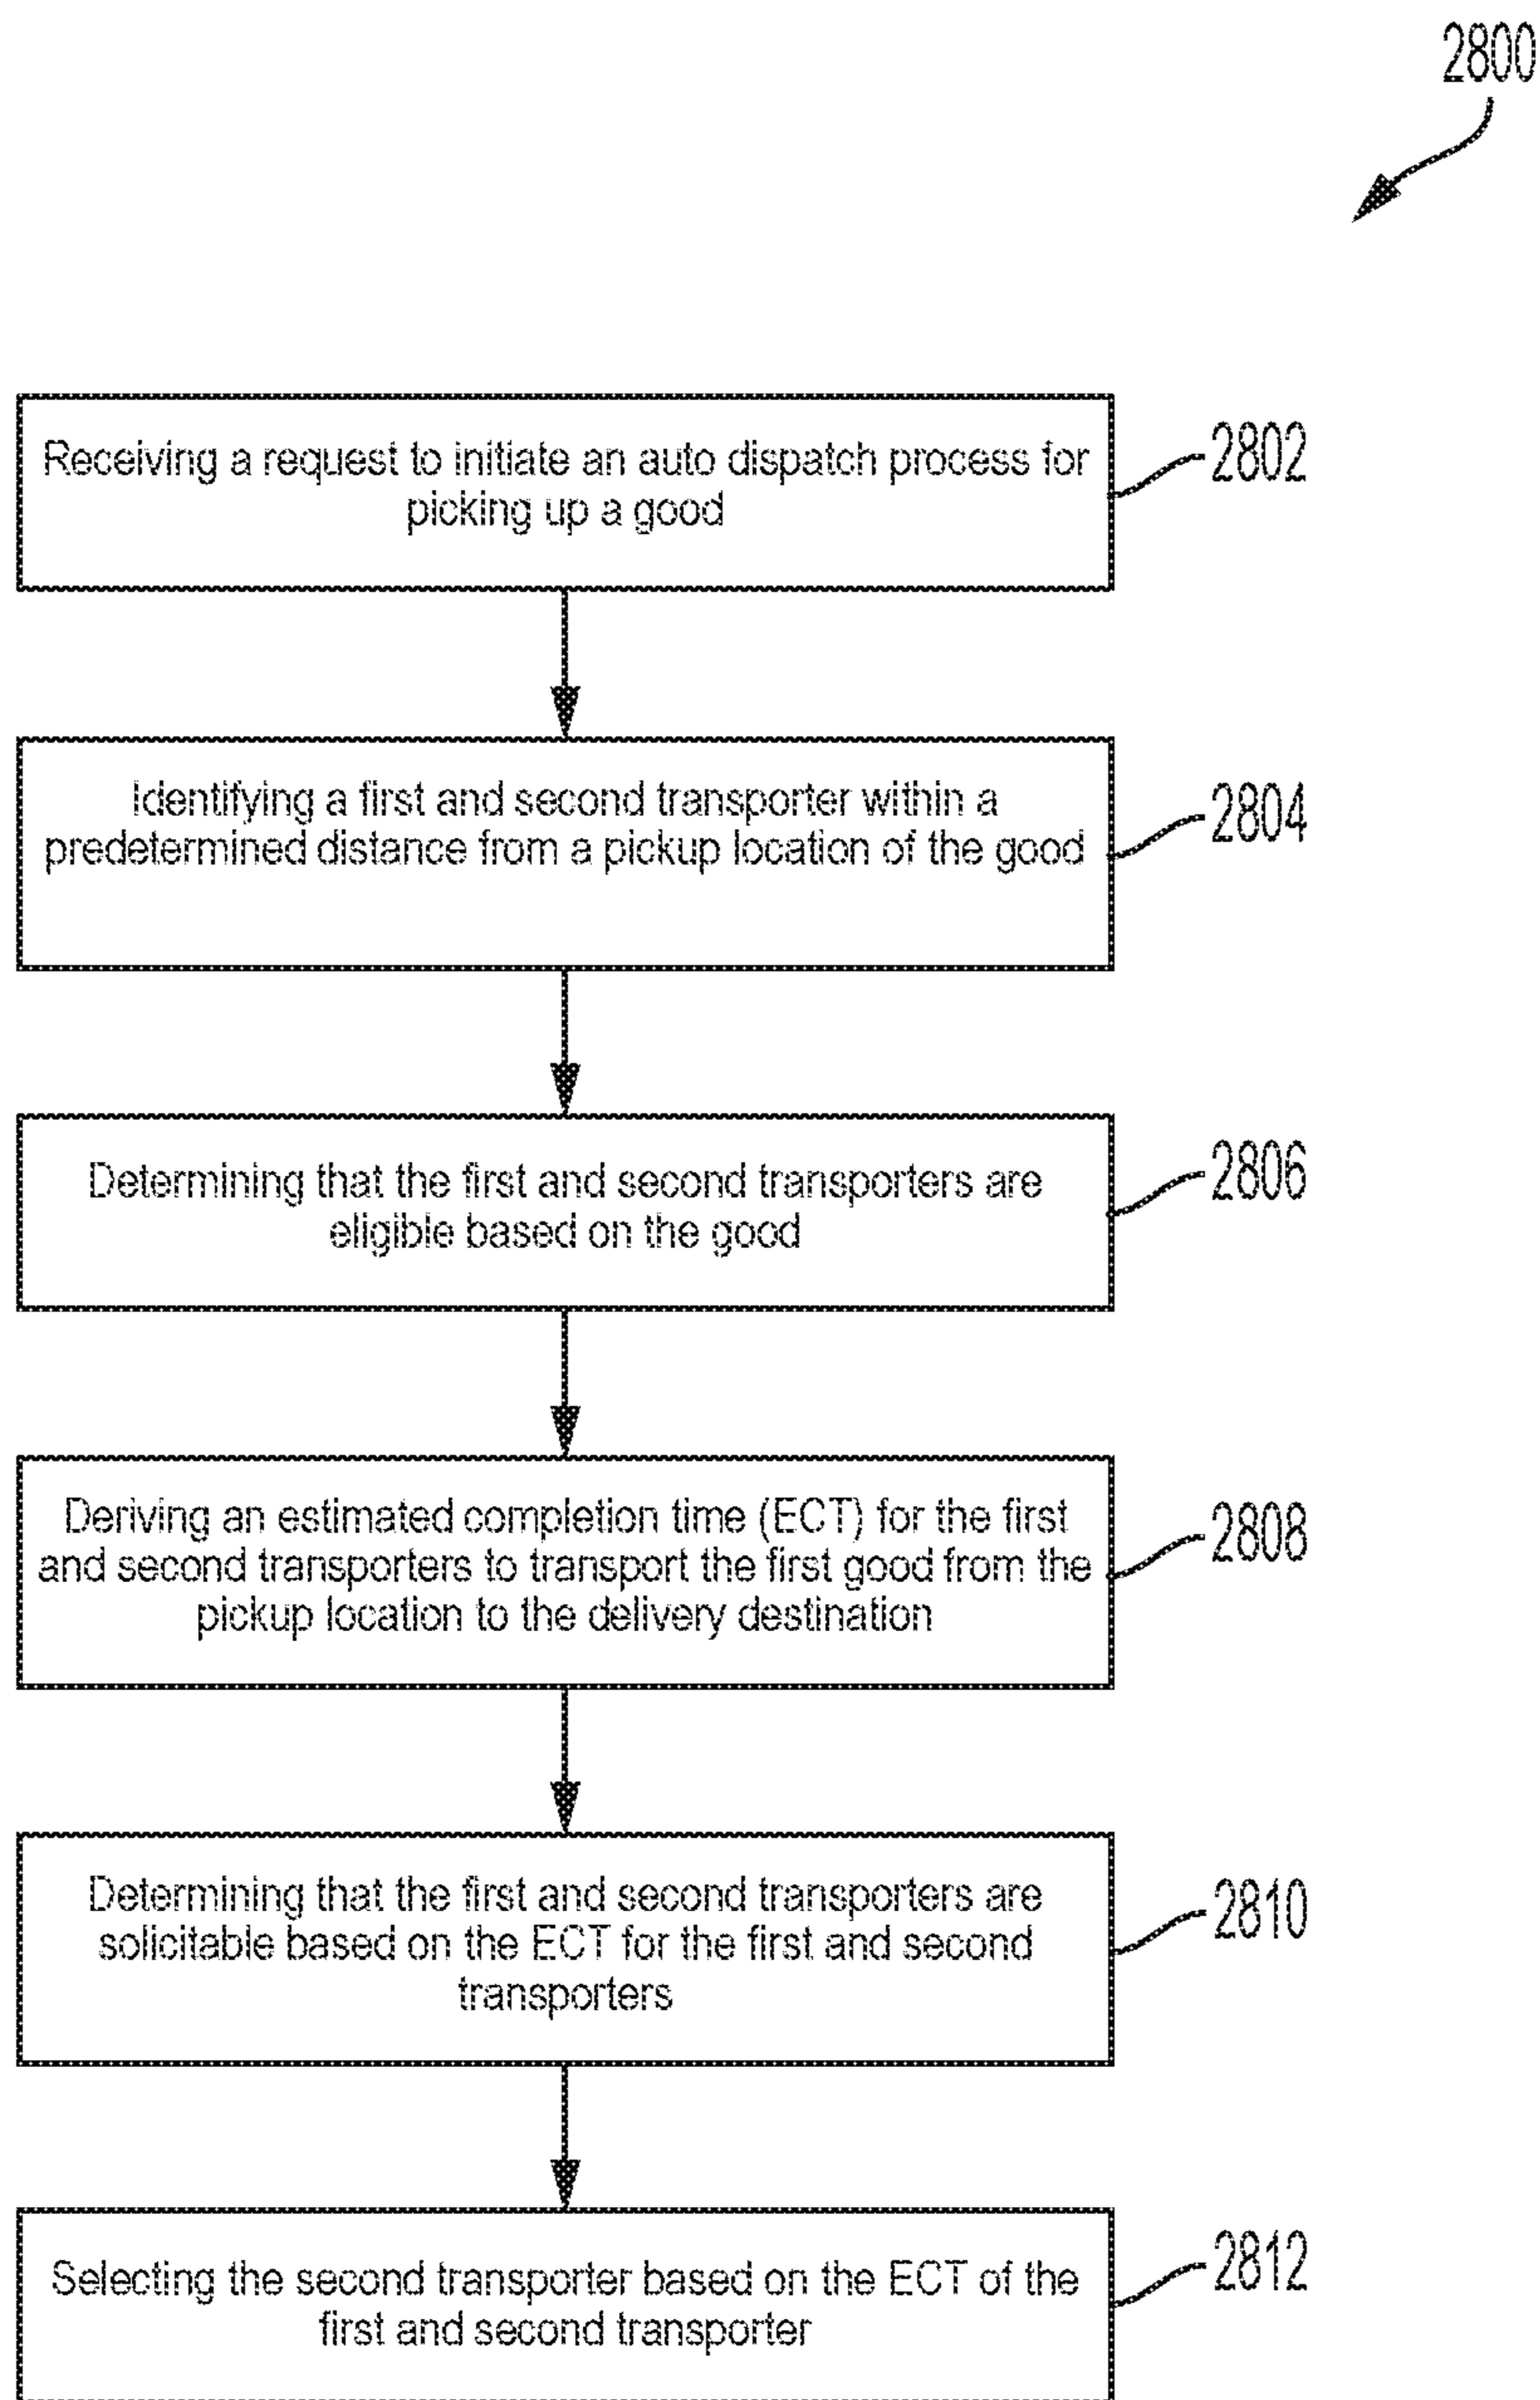 2800
Receiving a request to initiate an auto dispatch process for
picking up a good
2802
Identifying a first and second transporter within a
predetermined distance from a pickup location of the good
2804
Determining that the first and second transporters are
eligible based on the good
2806
Deriving an estimated completion time (ECT) for the first
and second transporters to transport the first good from the
pickup location to the delivery destination
2808
Determining that the first and second transporters are
solicitable based on the ECT for the first and second
transporters
2810
Selecting the second transporter based on the ECT of the
first and second transporter
2812